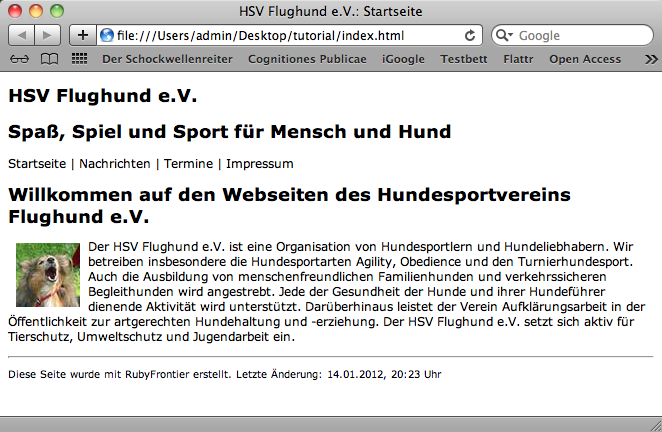 HSV Flughund e.V.: Startseite
file:///Users/admin/Desktop/tutorial/index.html
Google
Der Schockwellenreiter Cognitiones Publicae iGoogle Testbett Flattr Open Access
HSV Flughund e.V.
Spaß, Spiel und Sport für Mensch und Hund
Startseite | Nachrichten | Termine | Impressum
Willkommen auf den Webseiten des Hundesportvereins
Flughund e.V.
Der HSV Flughund e.V. ist eine Organisation von Hundesportlern und Hundeliebhabern. Wir
betreiben insbesondere die Hundesportarten Agility, Obedience und den Turnierhundesport.
Auch die Ausbildung von menschenfreundlichen Familienhunden und verkehrssicheren
Begleithunden wird angestrebt. Jede der Gesundheit der Hunde und ihrer Hundeführer
dienende Aktivität wird unterstützt. Darüberhinaus leistet der Verein Aufklärungsarbeit in der
Öffentlichkeit zur artgerechten Hundehaltung und -erziehung. Der HSV Flughund e.V. setzt sich aktiv für
Tierschutz, Umweltschutz und Jugendarbeit ein.
Diese Seite wurde mit RubyFrontier erstellt. Letzte Änderung: 14.01.2012, 20:23 Uhr